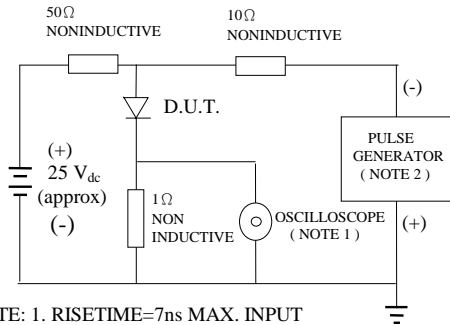 50Ω
NONINDUCTIVE
10Ω
NONINDUCTIVE
(-)
D.U.T.
(+)
25 Vdc
(approx)
(-)
PULSE
GENERATOR
( NOTE 2 )
1Ω
NON
INDUCTIVE
OSCILLOSCOPE
( NOTE 1 )
(+)
TE: 1. RISETIME=7ns MAX. INPUT